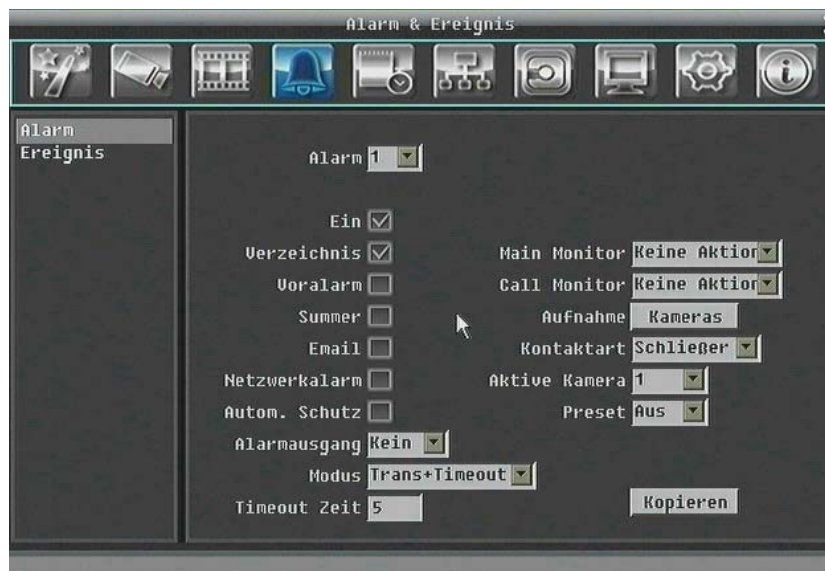 Alarm & Ereignis
Alarm
Ereignis
Alarm 1
Ein
Verzeichnis
Main Monitor Keine Aktion
Voralarm
Call Monitor Keine Aktion
Summer
Aufnahme Kameras
Email
Kontaktart Schließer
Netzwerkalarm
Aktive Kamera 1
Autom. Schutz
Preset Aus
Alarmausgang Kein
Modus Trans+Timeout
Timeout Zeit 5
Kopieren